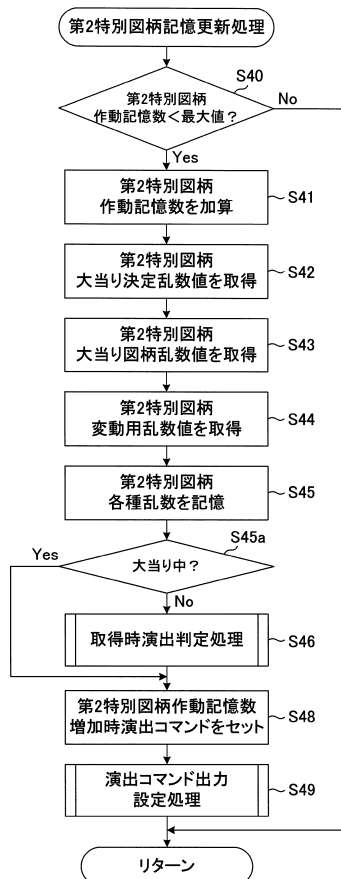 第2特別図柄記憶更新処理
S40
第2特別図柄
作動記憶数<最大値?
No
Yes
第2特別図柄
作動記憶数を加算
S41
第2特別図柄
大当り決定乱数値を取得
S42
第2特別図柄
大当り図柄乱数値を取得
S43
第2特別図柄
変動用乱数値を取得
S44
第2特別図柄
各種乱数を記憶
S45
S45a
Yes
大当り中?
No
取得時演出判定処理
S46
第2特別図柄作動記憶数
増加時演出コマンドをセット
S48
演出コマンド出力
設定処理
S49
リターン